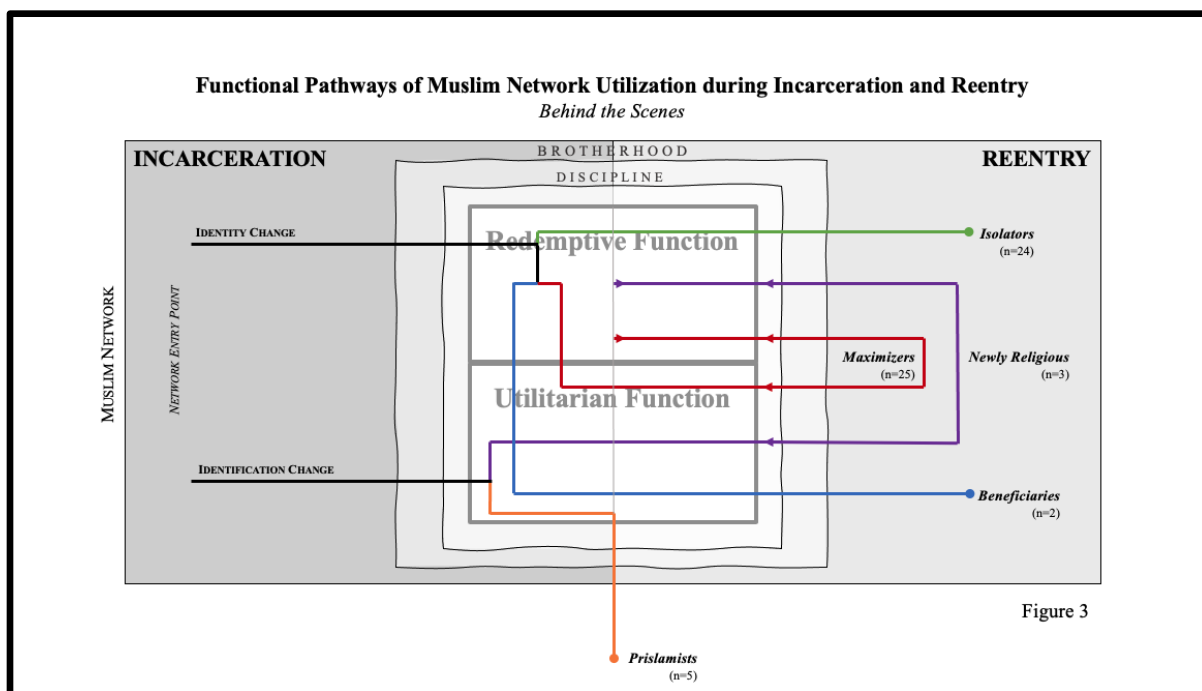 Functional Pathways of Muslim Network Utilization during Incarceration and Reentry
Behind the Scenes
INCARCERATION
BROTHERHOOD
REENTRY
DISCIPLINE
IDENTITY CHANGE
Redemptive Function
Isolators
(n=24)
MUSLIM NETWORK
NETWORK ENTRY POINT
Maximizers
(n=25)
Newly Religious
(n=3)
Utilitarian Function
IDENTIFICATION CHANGE
Beneficiaries
(n=2)
Figure 3
Prislamists
(n=5)